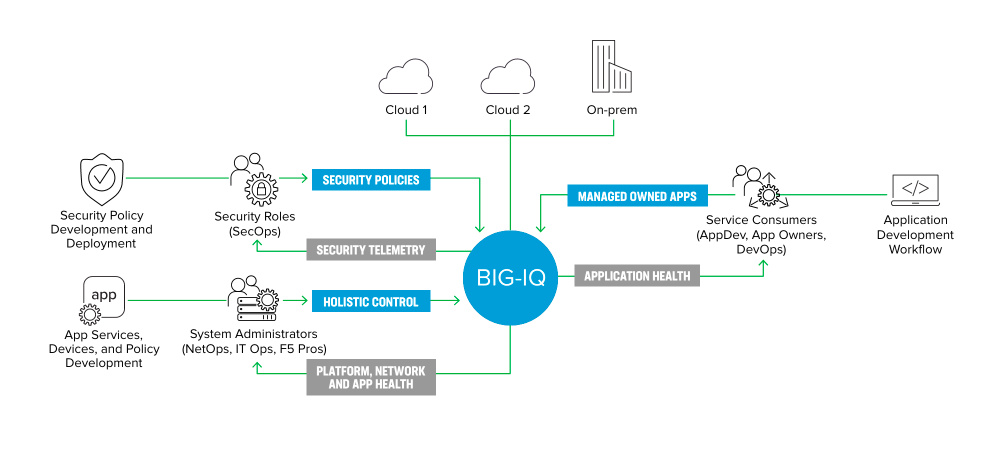 Cloud 1
Cloud 2
On-prem
SECURITY POLICIES
MANAGED OWNED APPS
</>
Security Policy
Development and
Deployment
Security Roles
(SecOps)
Service Consumers
(AppDev, App Owners,
DevOps)
Application
Development
Workflow
SECURITY TELEMETRY
BIG-IQ
APPLICATION HEALTH
app
HOLISTIC CONTROL
App Services,
Devices, and Policy
Development
System Administrators
(NetOps, IT Ops, F5 Pros)
PLATFORM, NETWORK
AND APP HEALTH